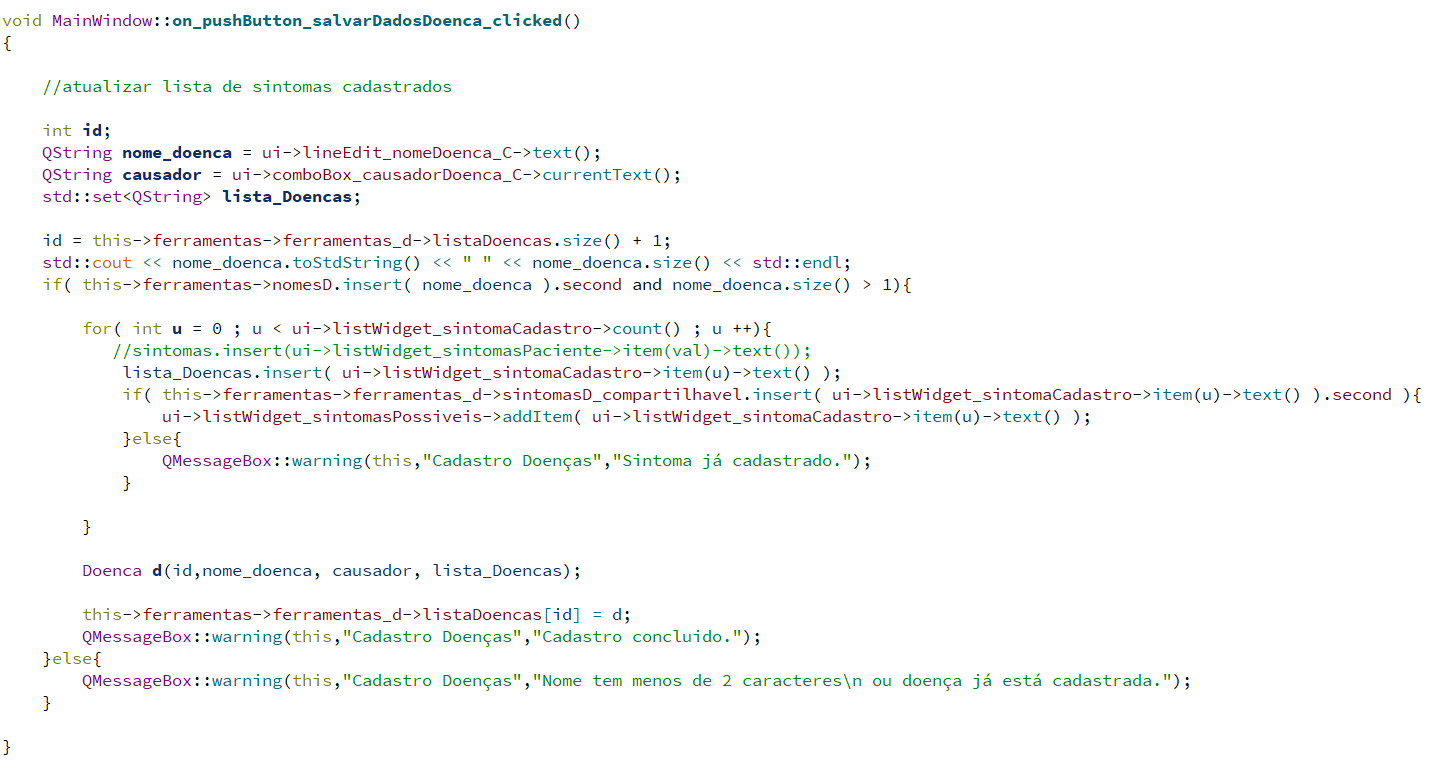 void MainWindow::on_pushButton_salvarDadosDoenca_clicked()
{
//atualizar lista de sintomas cadastrados
int id;
QString nome_doenca = ui->lineEdit_nomeDoenca_C->text();
QString causador = ui->comboBox_causadorDoenca_C->currentText();
std::set<QString> lista_Doencas;
id = this->ferramentas->ferramentas_d->listaDoencas.size() + 1;
std::cout << nome_doenca.toStdString() << " " << nome_doenca.size() << std::endl;
if( this->ferramentas->nomesD.insert( nome_doenca ).second and nome_doenca.size() > 1){
for( int u = 0 ; u < ui->listWidget_sintomaCadastro->count() ; u ++){
//sintomas.insert(ui->listWidget_sintomasPaciente->item(val)->text());
lista_Doencas.insert( ui->listWidget_sintomaCadastro->item(u)->text() );
if( this->ferramentas->ferramentas_d->sintomasD_compartilhavel.insert( ui->listWidget_sintomaCadastro->item(u)->text() ).second ){
ui->listWidget_sintomasPossiveis->addItem( ui->listWidget_sintomaCadastro->item(u)->text() );
}else{
QMessageBox::warning(this,"Cadastro Doenças","Sintoma já cadastrado.");
}
}
Doenca d(id,nome_doenca, causador, lista_Doencas);
this->ferramentas->ferramentas_d->listaDoencas[id] = d;
QMessageBox::warning(this,"Cadastro Doenças","Cadastro concluido.");
}else{
QMessageBox::warning(this,"Cadastro Doenças","Nome tem menos de 2 caracteres\n ou doença já está cadastrada.");
}
}